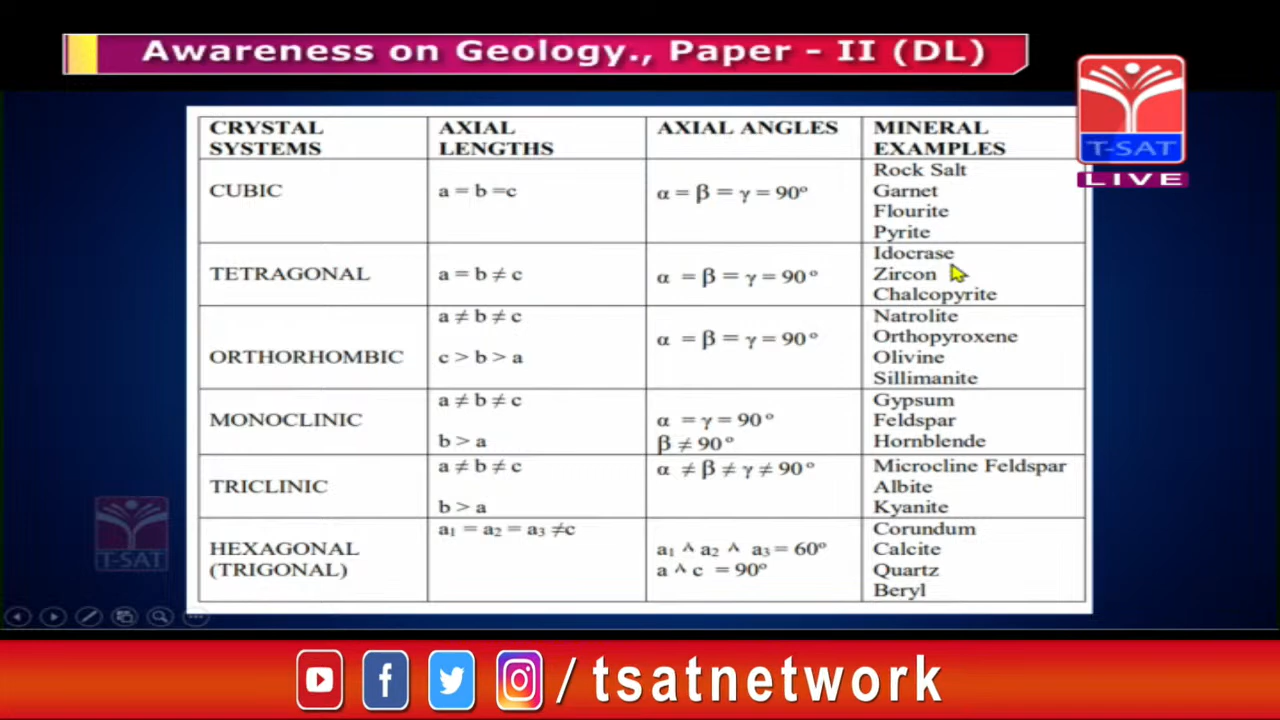 Awareness on Geology., Paper - II (DL)
T-SAT
LIVE
CRYSTAL SYSTEMS
AXIAL LENGTHS
AXIAL ANGLES
MINERAL EXAMPLES
CUBIC
a = b =c
α = β = γ = 90°
Rock Salt
Garnet
Flourite
Pyrite
TETRAGONAL
a = b ≠ c
α = β = γ = 90°
Idocrase
Zircon
Chalcopyrite
ORTHORHOMBIC
a ≠ b ≠ c
c > b > a
α = β = γ = 90°
Natrolite
Orthopyroxene
Olivine
Sillimanite
MONOCLINIC
a ≠ b ≠ c
b > a
α = γ = 90°
β ≠ 90°
Gypsum
Feldspar
Hornblende
TRICLINIC
a ≠ b ≠ c
b > a
α ≠ β ≠ γ ≠ 90°
Microcline Feldspar
Albite
Kyanite
HEXAGONAL
(TRIGONAL)
a₁ = a₂ = a₃ ≠c
a₁ ^ a₂ ^ a₃ = 60°
a ^ c = 90°
Corundum
Calcite
Quartz
Beryl
T-SAT
/ tsatnetwork